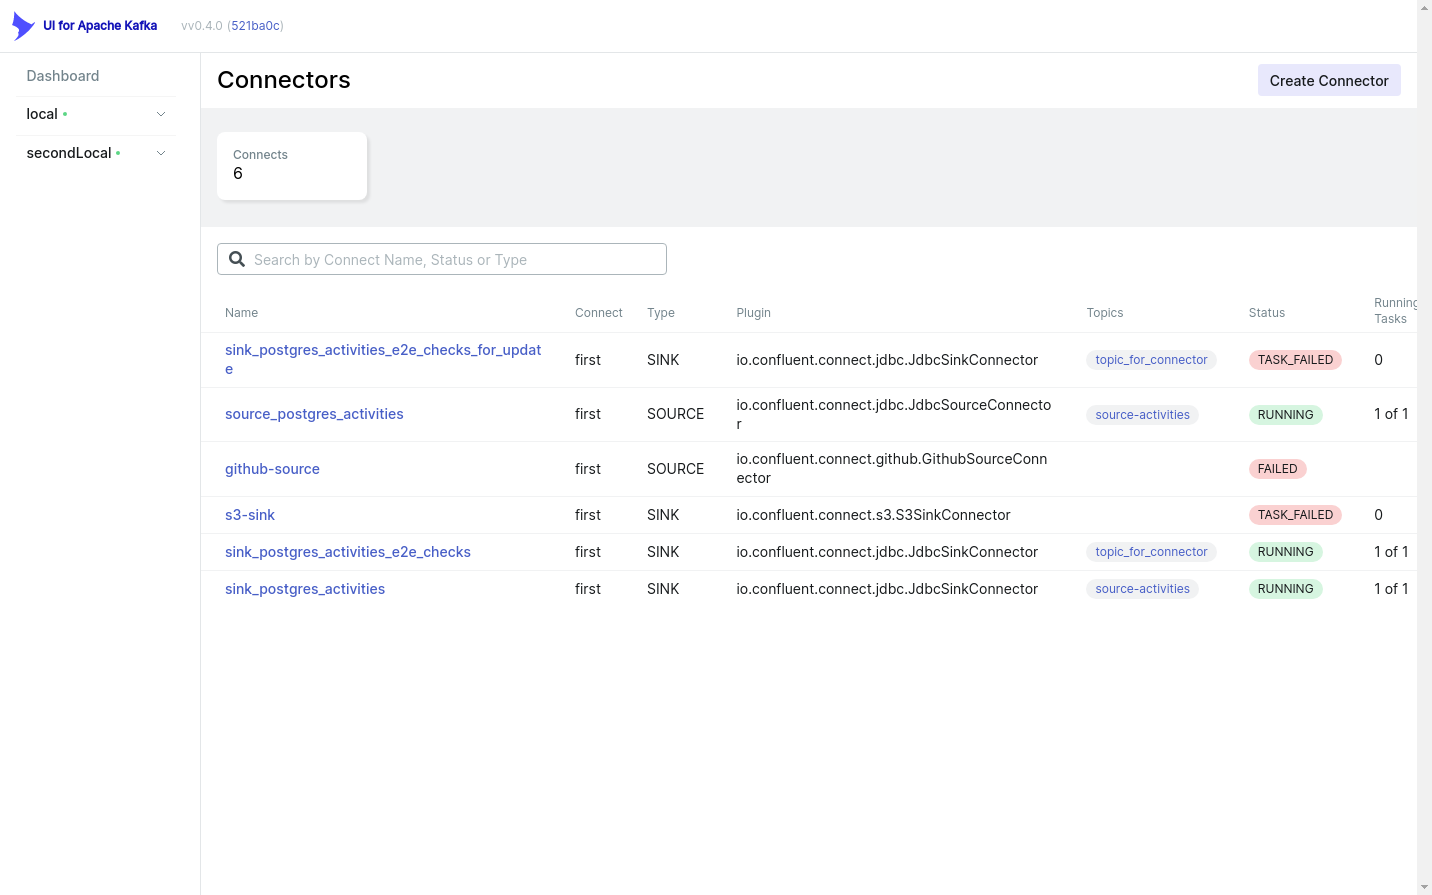 UI for Apache Kafka vv0.4.0 (521ba0c)
Dashboard
local
secondLocal
Connectors
Create Connector
Connects
6
Search by Connect Name, Status or Type
Name Connect Type Plugin Topics Status Running
Tasks
sink_postgres_activities_e2e_checks_for_updat
e first SINK io.confluent.connect.jdbc.JdbcSinkConnector topic_for_connector TASK_FAILED 0
source_postgres_activities first SOURCE io.confluent.connect.jdbc.JdbcSourceConnecto
r source-activities RUNNING 1 of 1
github-source first SOURCE io.confluent.connect.github.GithubSourceConn
ector FAILED
s3-sink first SINK io.confluent.connect.s3.S3SinkConnector TASK_FAILED 0
sink_postgres_activities_e2e_checks first SINK io.confluent.connect.jdbc.JdbcSinkConnector topic_for_connector RUNNING 1 of 1
sink_postgres_activities first SINK io.confluent.connect.jdbc.JdbcSinkConnector source-activities RUNNING 1 of 1